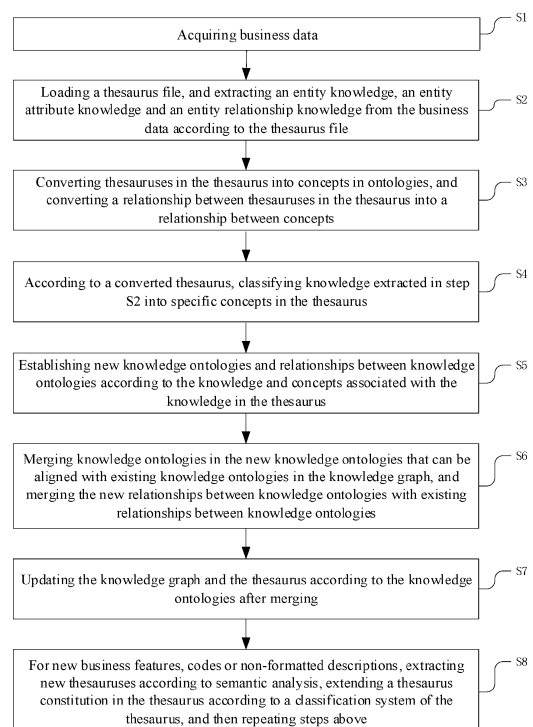 Acquiring business data
S1
Loading a thesaurus file, and extracting an entity knowledge, an entity
attribute knowledge and an entity relationship knowledge from the business
data according to the thesaurus file
S2
Converting thesauruses in the thesaurus into concepts in ontologies, and
converting a relationship between thesauruses in the thesaurus into a
relationship between concepts
S3
According to a converted thesaurus, classifying knowledge extracted in step
S2 into specific concepts in the thesaurus
S4
Establishing new knowledge ontologies and relationships between knowledge
ontologies according to the knowledge and concepts associated with the
knowledge in the thesaurus
S5
Merging knowledge ontologies in the new knowledge ontologies that can be
aligned with existing knowledge ontologies in the knowledge graph, and
merging the new relationships between knowledge ontologies with existing
relationships between knowledge ontologies
S6
Updating the knowledge graph and the thesaurus according to the knowledge
ontologies after merging
S7
For new business features, codes or non-formatted descriptions, extracting
new thesauruses according to semantic analysis, extending a thesaurus
constitution in the thesaurus according to a classification system of the
thesaurus, and then repeating steps above
S8